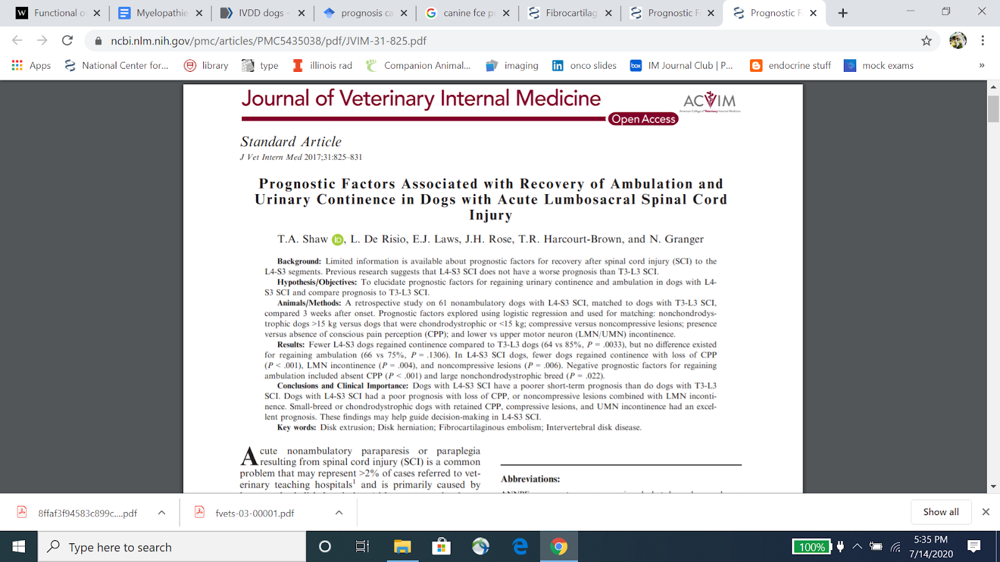 Functional o
Myelopathie
IVDD dogs -
prognosis ca
canine fce pr
Fibrocartilag
Prognostic F
Prognostic F
ncbi.nlm.nih.gov/pmc/articles/PMC5435038/pdf/JVIM-31-825.pdf
Apps
National Center for...
library
type
illinois rad
Companion Animal...
imaging
onco slides
IM Journal Club | P...
endocrine stuff
mock exams
»
Journal of Veterinary Internal Medicine
Open Access
ACVIM
American College of Veterinary Internal Medicine
Standard Article
J Vet Intern Med 2017;31:825–831
Prognostic Factors Associated with Recovery of Ambulation and
Urinary Continence in Dogs with Acute Lumbosacral Spinal Cord
Injury
T.A. Shaw iD, L. De Risio, E.J. Laws, J.H. Rose, T.R. Harcourt-Brown, and N. Granger
Background: Limited information is available about prognostic factors for recovery after spinal cord injury (SCI) to the
L4-S3 segments. Previous research suggests that L4-S3 SCI does not have a worse prognosis than T3-L3 SCI.
Hypothesis/Objectives: To elucidate prognostic factors for regaining urinary continence and ambulation in dogs with L4-
S3 SCI and compare prognosis to T3-L3 SCI.
Animals/Methods: A retrospective study on 61 nonambulatory dogs with L4-S3 SCI, matched to dogs with T3-L3 SCI,
compared 3 weeks after onset. Prognostic factors explored using logistic regression and used for matching: nonchondrodys-
trophic dogs >15 kg versus dogs that were chondrodystrophic or <15 kg; compressive versus noncompressive lesions; presence
versus absence of conscious pain perception (CPP); and lower vs upper motor neuron (LMN/UMN) incontinence.
Results: Fewer L4-S3 dogs regained continence compared to T3-L3 dogs (64 vs 85%, P = .0033), but no difference existed
for regaining ambulation (66 vs 75%, P = .1306). In L4-S3 SCI dogs, fewer dogs regained continence with loss of CPP
(P < .001), LMN incontinence (P = .004), and noncompressive lesions (P = .006). Negative prognostic factors for regaining
ambulation included absent CPP (P < .001) and large nonchondrodystrophic breed (P = .022).
Conclusions and Clinical Importance: Dogs with L4-S3 SCI have a poorer short-term prognosis than do dogs with T3-L3
SCI. Dogs with L4-S3 SCI had a poor prognosis with loss of CPP, or noncompressive lesions combined with LMN inconti-
nence. Small-breed or chondrodystrophic dogs with retained CPP, compressive lesions, and UMN incontinence had an excel-
lent prognosis. These findings may help guide decision-making in L4-S3 SCI.
Key words: Disk extrusion; Disk herniation; Fibrocartilaginous embolism; Intervertebral disk disease.
Acute nonambulatory paraparesis or paraplegia
resulting from spinal cord injury (SCI) is a common
problem that may represent >2% of cases referred to vet-
erinary teaching hospitals1 and is primarily caused by
Abbreviations:
8ffaf3f94583c899c....pdf
fvets-03-00001.pdf
Show all
Type here to search
100%
5:35 PM
7/14/2020